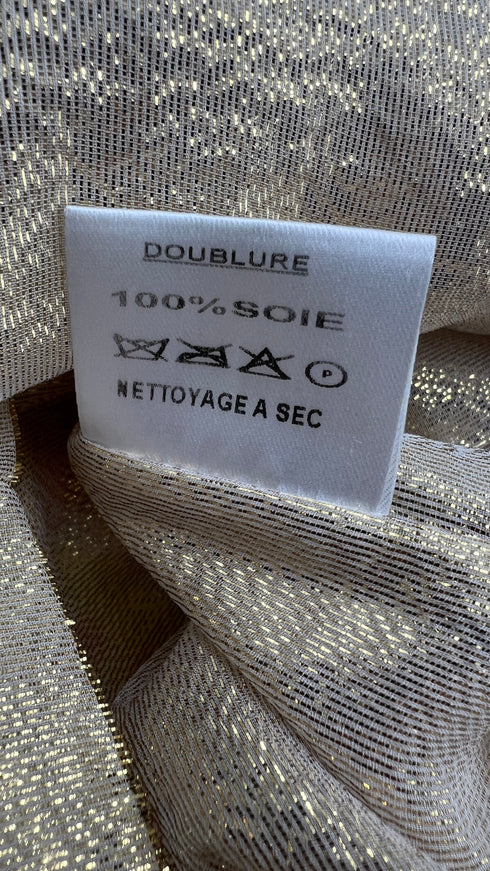 DOUBLURE
100% SOIE
P
NETTOYAGE A SEC